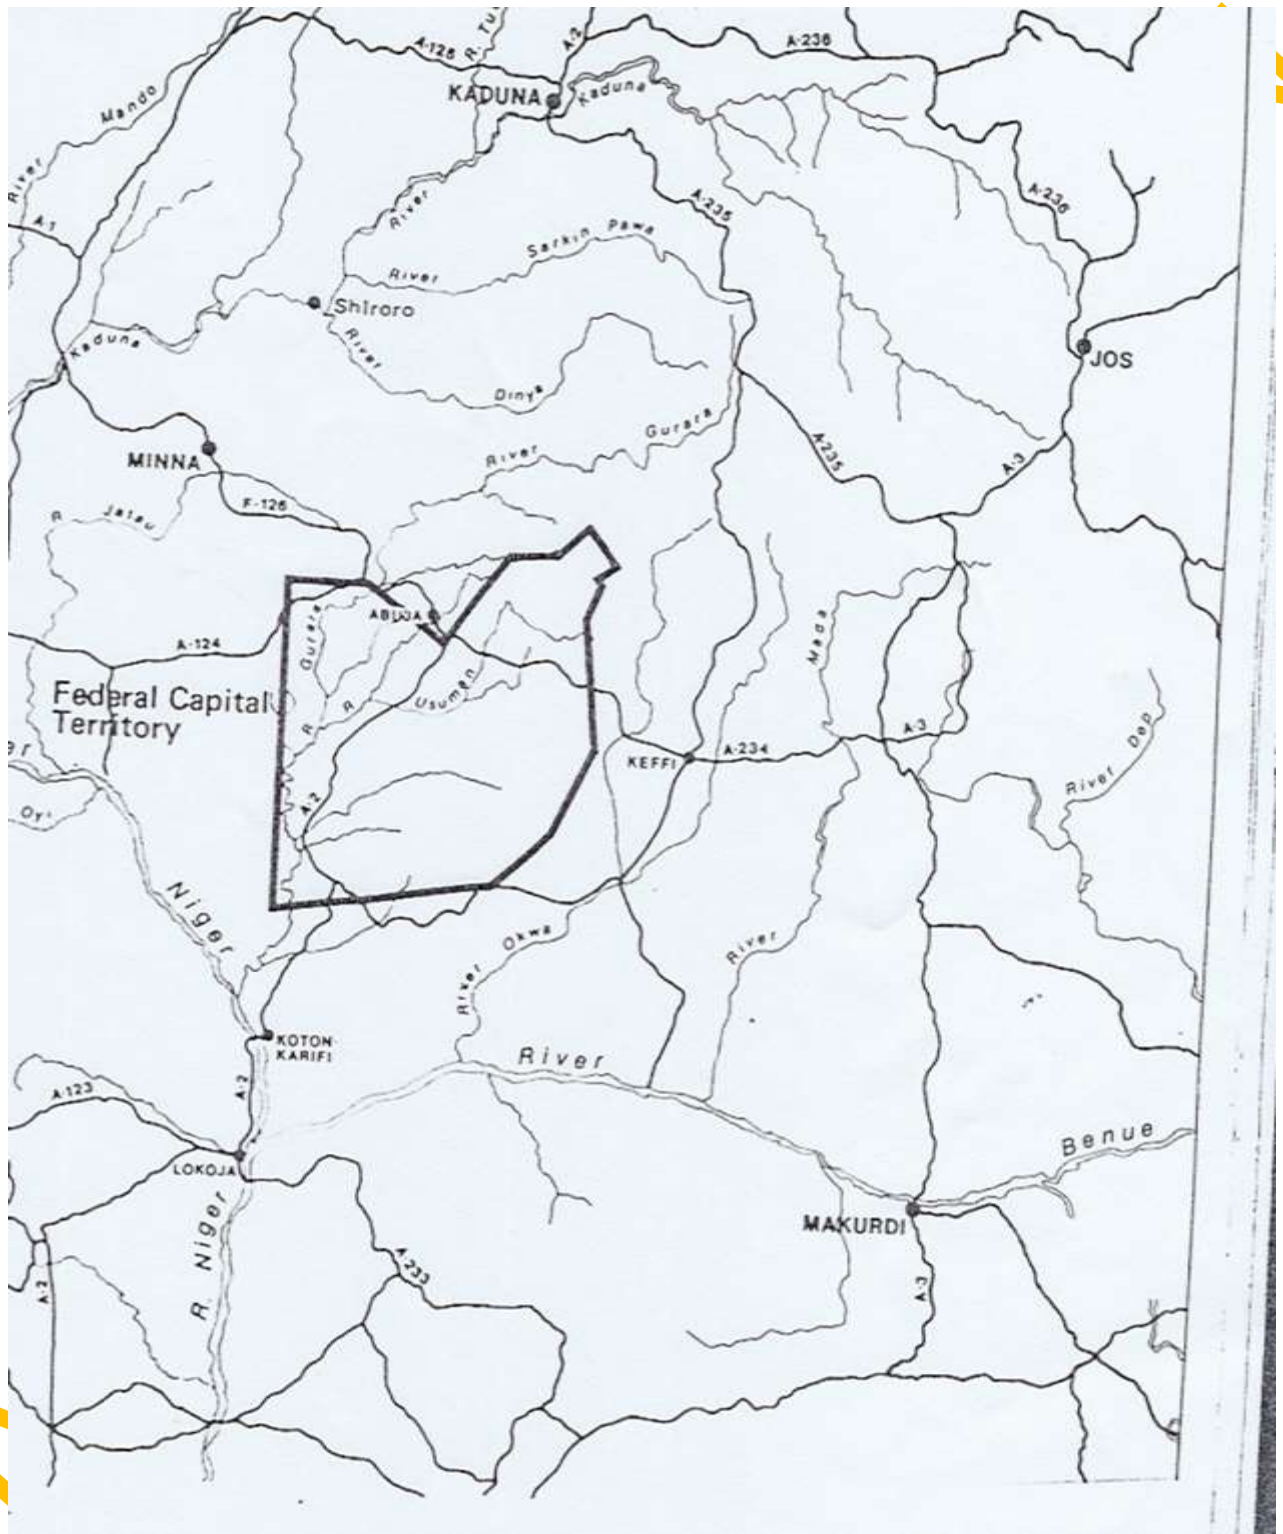 A-126
R. Tu
A-2
A-236
KADUNA
Kaduna
River Mando
A-1
River
A-235
A-236
River Sarkin Pawa
Shiroro
Kaduna
River Dinya
JOS
River Gurara
MINNA
A-235
A-3
F-126
R Jatau
ABUJA
Gurara
R
A-124
Mada
Federal Capital
Territory
Usuman
R
River Dep
A-3
A-234
KEFFI
er
Oyi
A-2
Niger
River Okwa
River
KOTON-
KARIFI
River
A-123
A-2
Benue
LOKOJA
MAKURDI
R. Niger
A-233
A-2
A-3